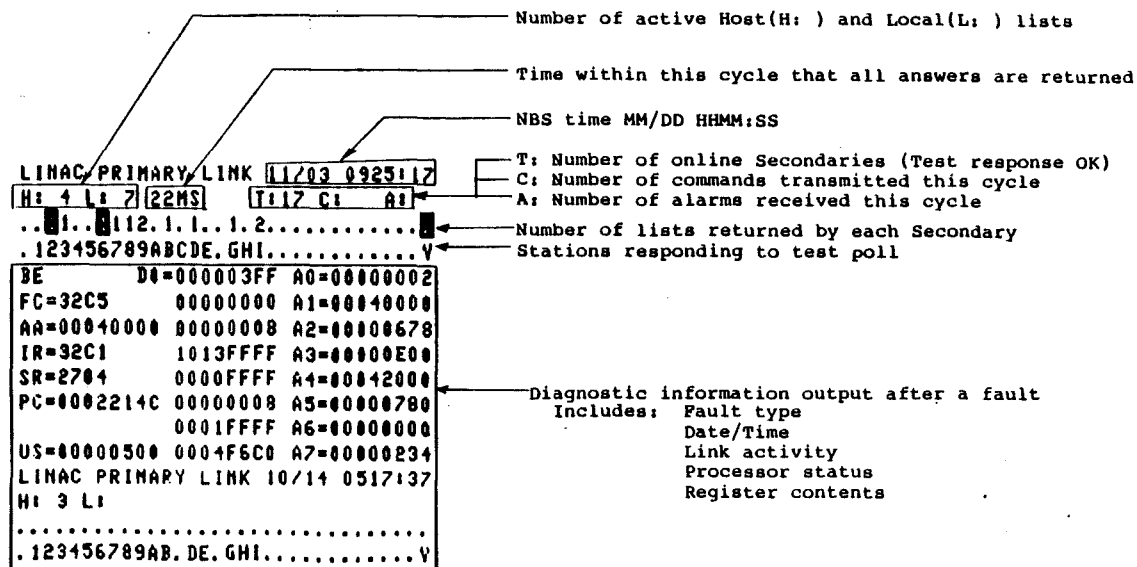 Number of active Host(H: ) and Local(L: ) lists
Time within this cycle that all answers are returned
NBS time MM/DD HHMM:SS
T: Number of online Secondaries (Test response OK)
C: Number of commands transmitted this cycle
A: Number of alarms received this cycle
Number of lists returned by each Secondary
Stations responding to test poll
LINAC PRIMARY LINK 11/03 0925:17
H: 4 L: 7 22MS T:17 C: A:
.123456789ABCDE.GHI............V
BE D0=000003FF A0=00000002
FC=32C5 00000000 A1=00040000
AA=00040000 00000008 A2=00000678
IR=32C1 1013FFFF A3=00000E00
SR=2704 0000FFFF A4=00042000
PC=0002214C 00000008 A5=00000780
0001FFFF A6=00000000
US=00000500 0004F6C0 A7=00000234
LINAC PRIMARY LINK 10/14 0517:37
H: 3 L:
................................
.123456789AB.DE.GHI............V
Diagnostic information output after a fault
Includes: Fault type
Date/Time
Link activity
Processor status
Register contents